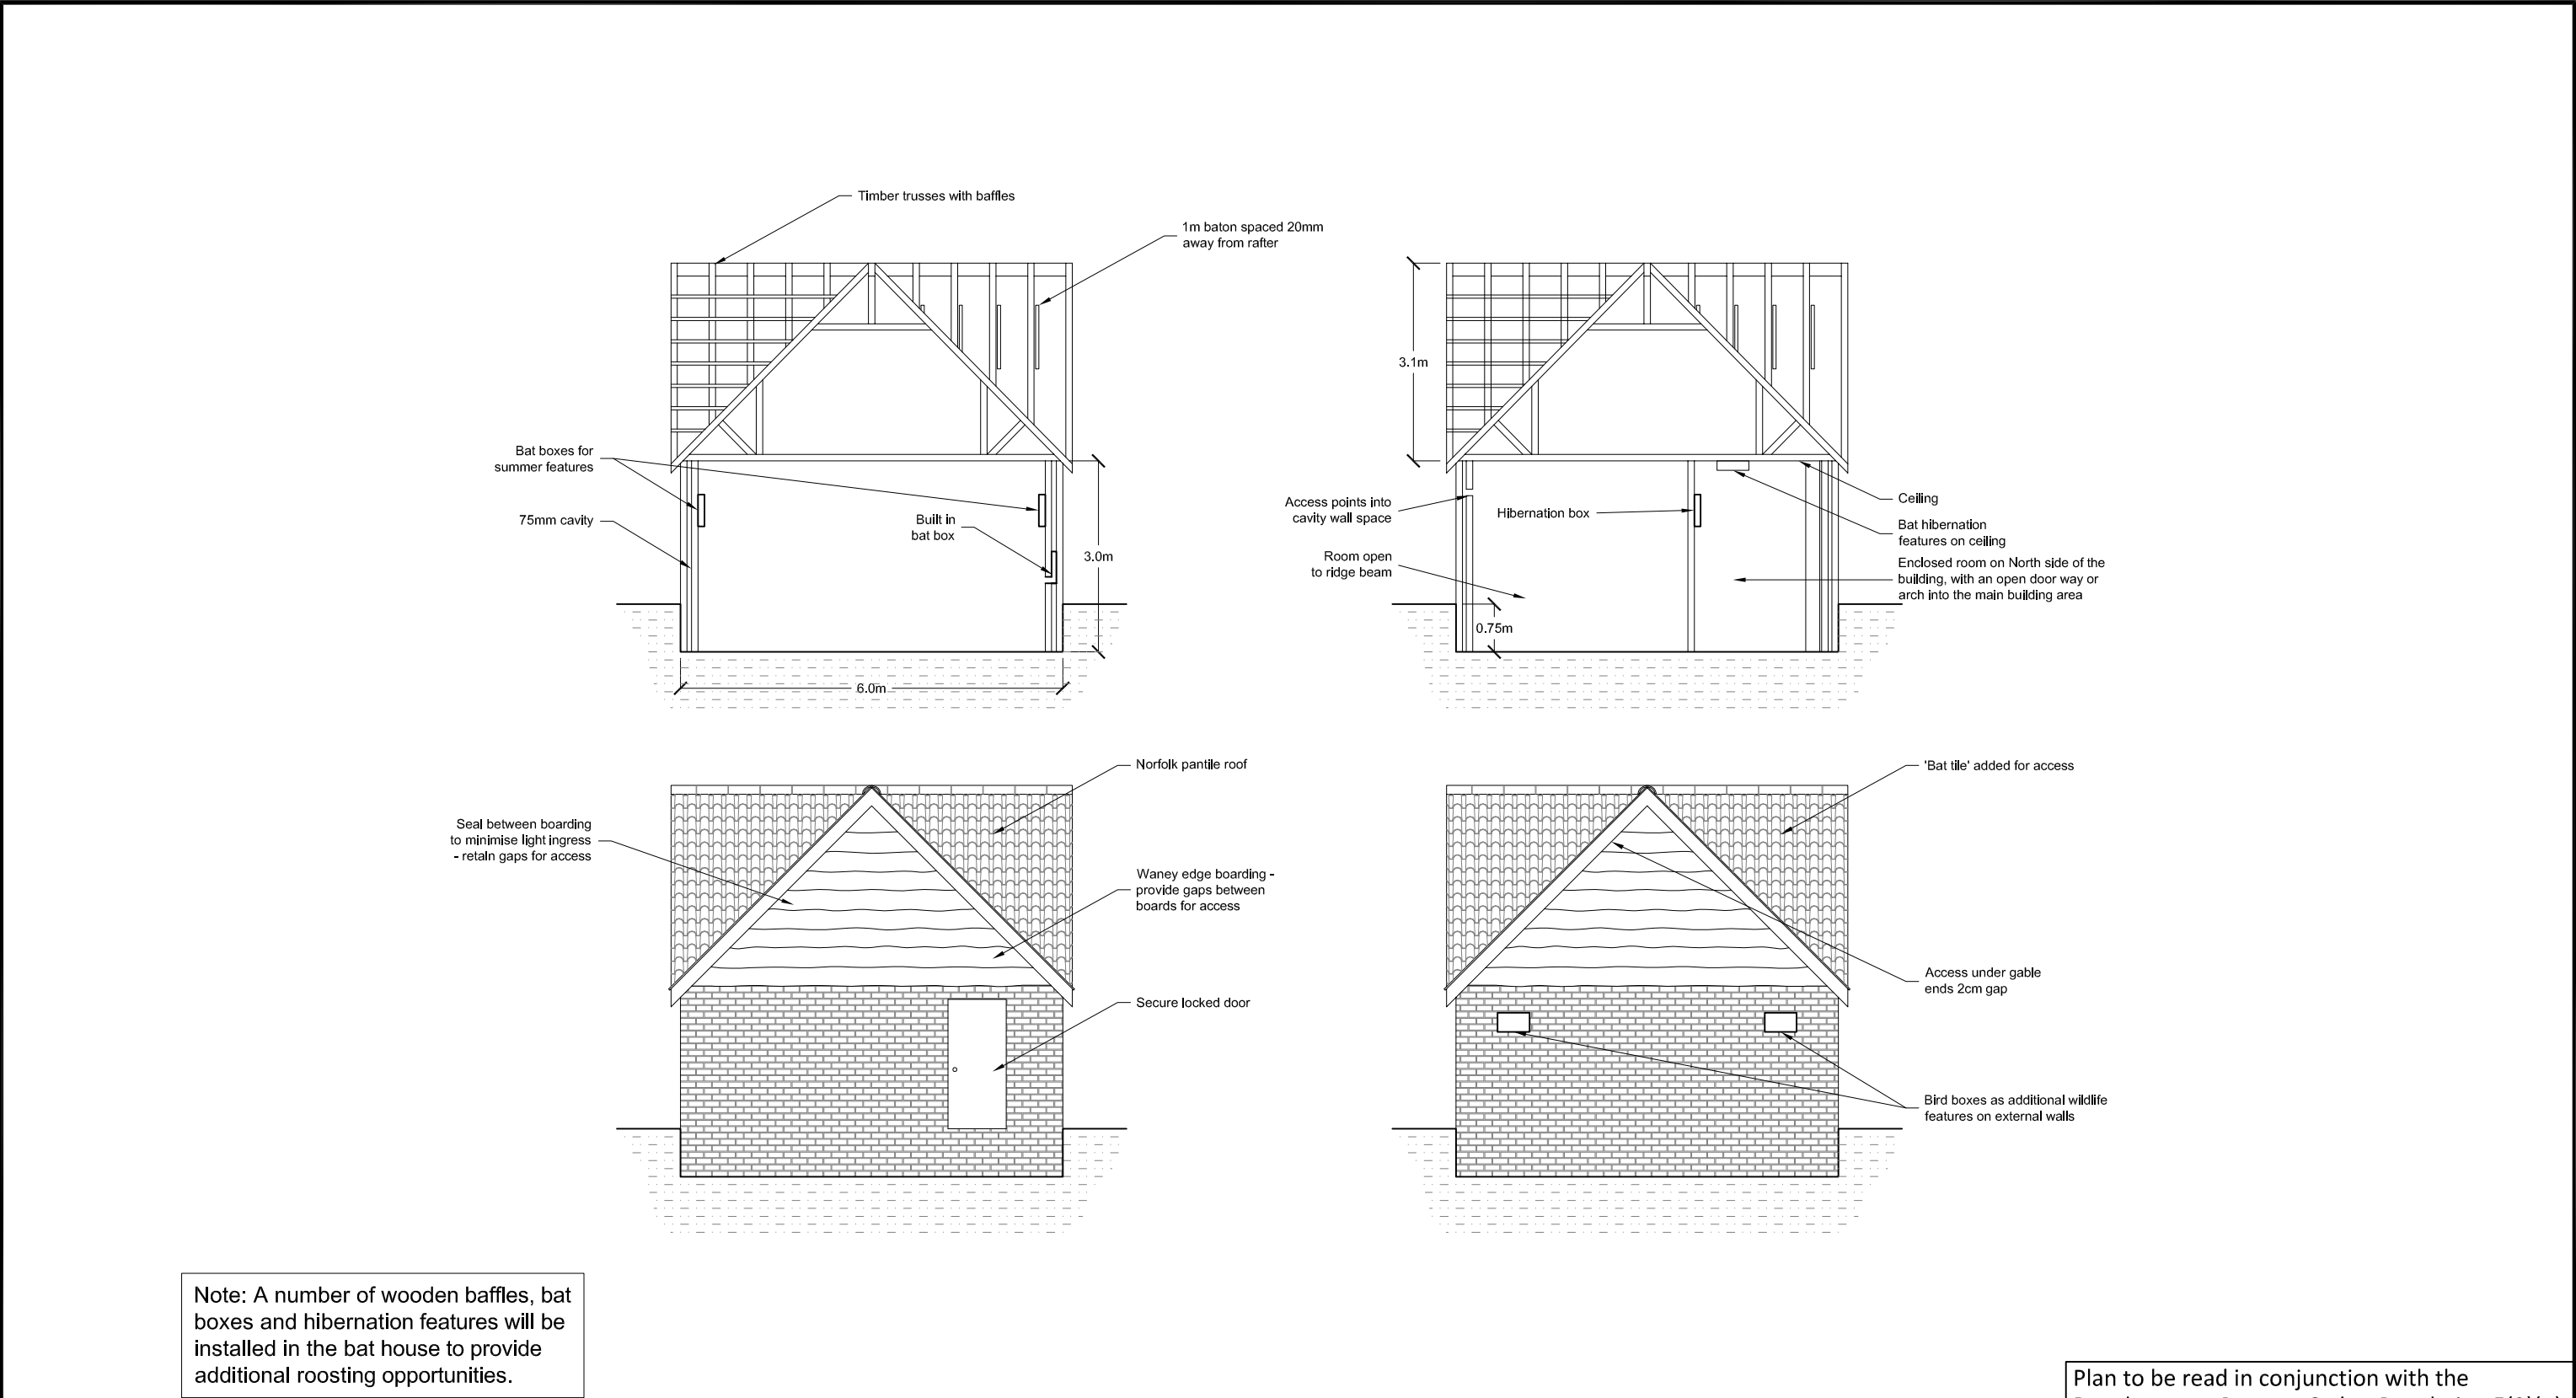 Timber trusses with baffles
1m baton spaced 20mm
away from rafter
Bat boxes for
summer features
75mm cavity
Built in
bat box
3.0m
6.0m
3.1m
Access points into
cavity wall space
Hibernation box
Room open
to ridge beam
0.75m
Ceiling
Bat hibernation
features on ceiling
Enclosed room on North side of the
building, with an open door way or
arch into the main building area
Norfolk pantile roof
Seal between boarding
to minimise light ingress
- retain gaps for access
Waney edge boarding -
provide gaps between
boards for access
Secure locked door
'Bat tile' added for access
Access under gable
ends 2cm gap
Bird boxes as additional wildlife
features on external walls
Note: A number of wooden baffles, bat
boxes and hibernation features will be
installed in the bat house to provide
additional roosting opportunities.
Plan to be read in conjunction with the